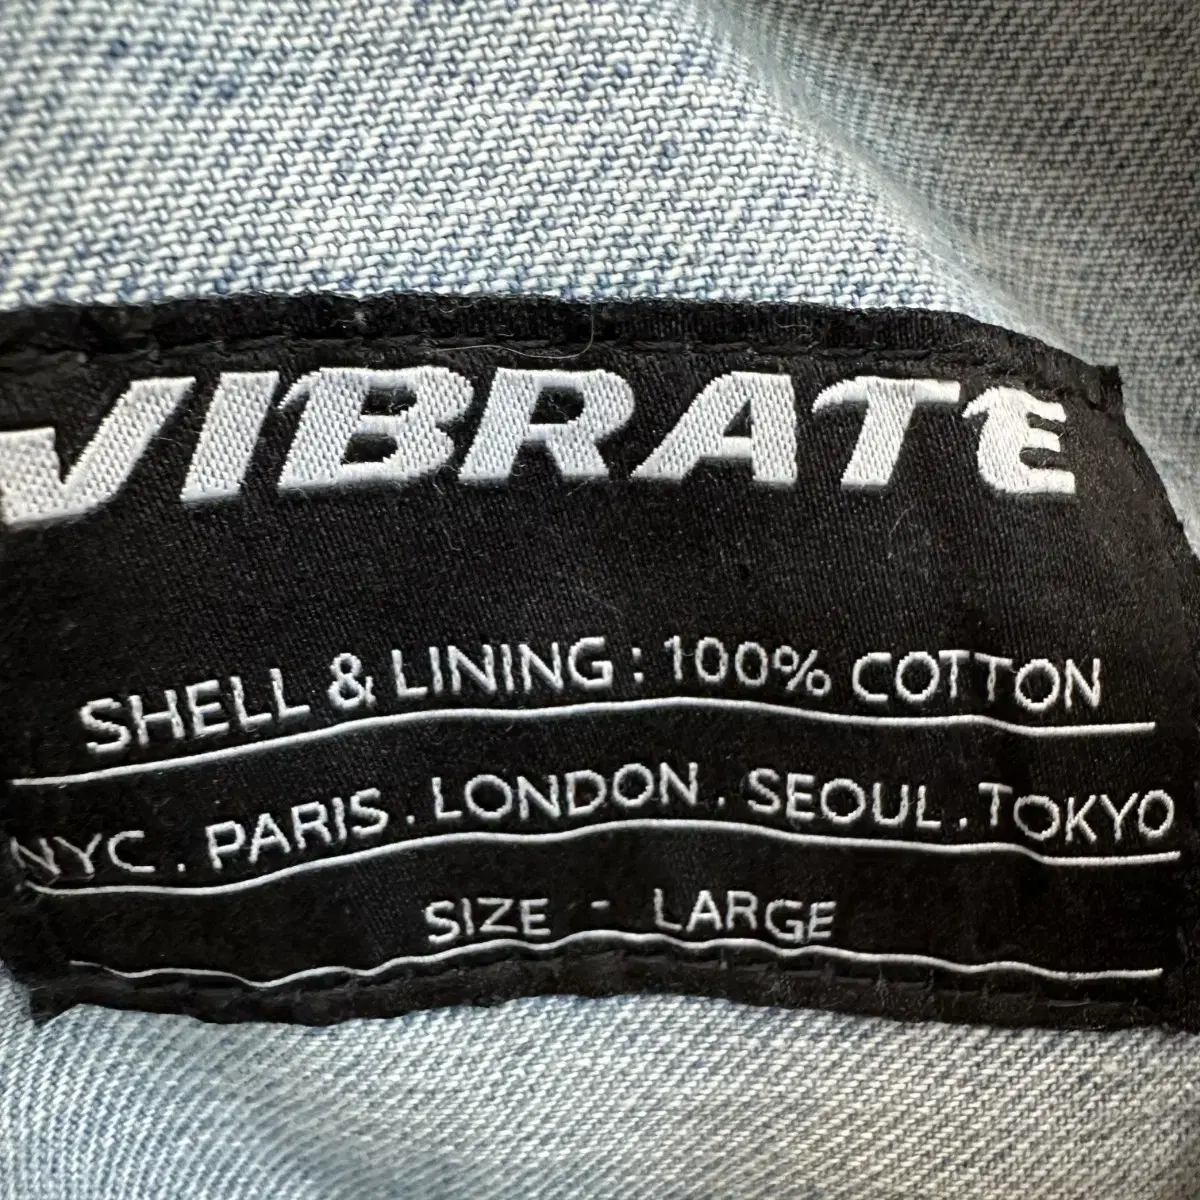 VIBRATE
SHELL & LINING : 100% COTTON
NYC . PARIS . LONDON . SEOUL . TOKYO
SIZE - LARGE